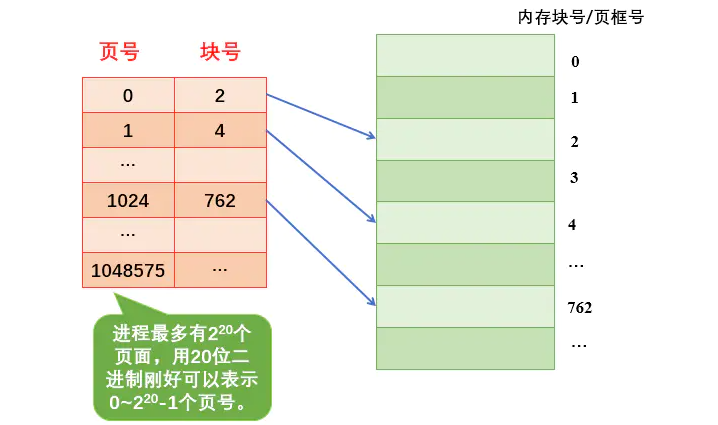 内存块号/页框号
页号 块号
0 2
1 4
...
1024 762
...
1048575 ...
进程最多有2²⁰个
页面，用20位二
进制刚好可以表示
0~2²⁰-1个页号。
0
1
2
3
4
...
762
...